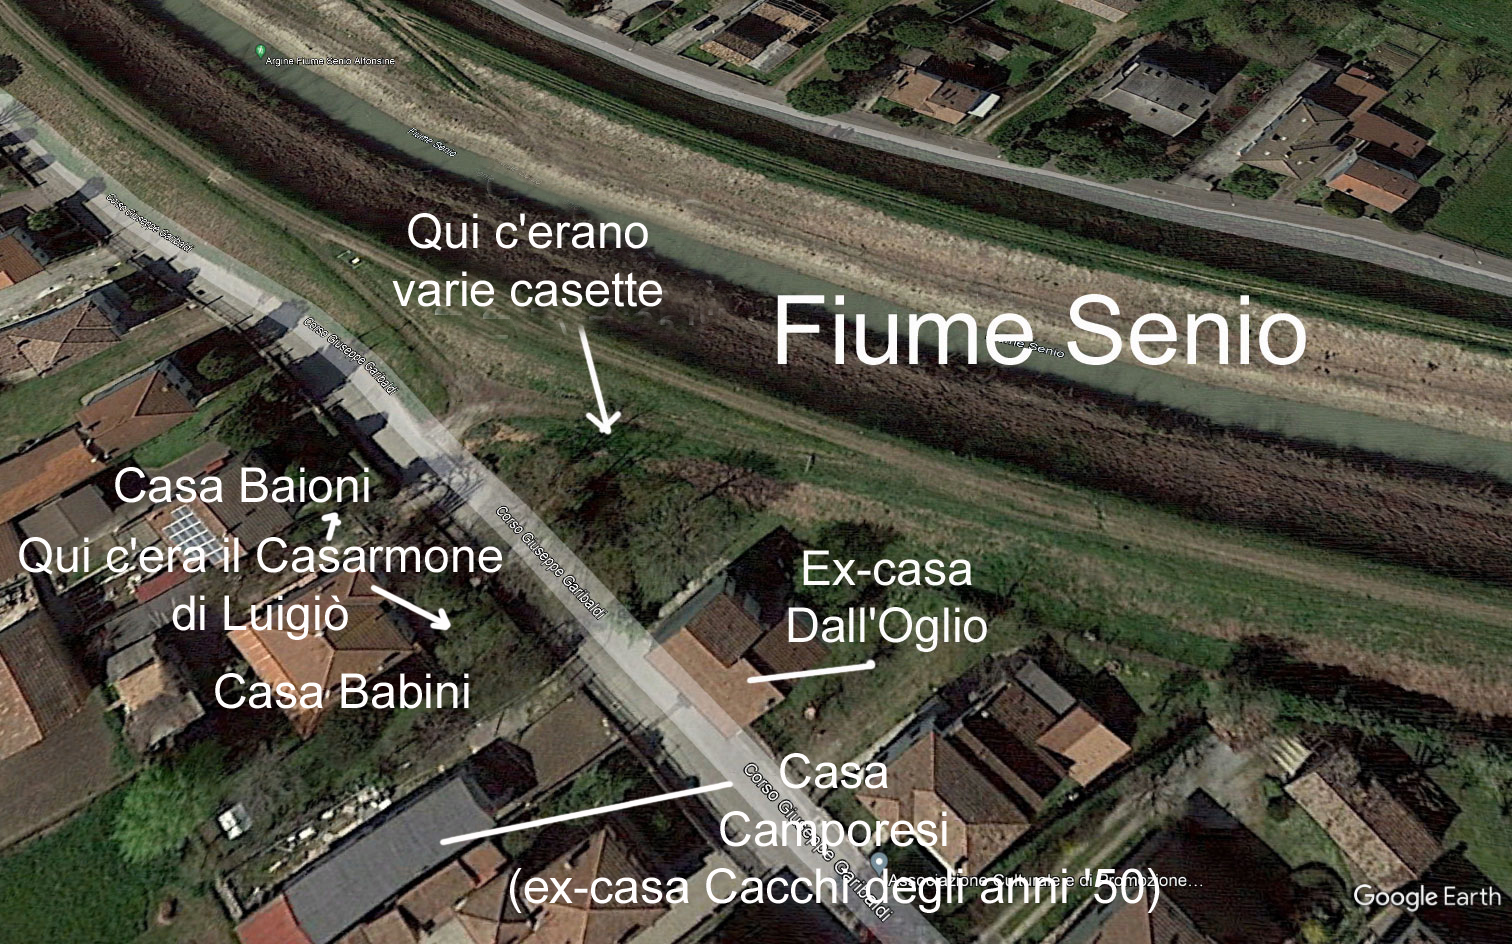 Argine Fiume Senio Alfonsine
Fiume Senio
Corso Giuseppe Garibaldi
Qui c'erano
varie casette
Fiume Senio
Fiume Senio
Corso Giuseppe Garibaldi
Casa Baioni
Corso Giuseppe Garibaldi
Qui c'era il Casarmone
di Luigiò
Ex-casa
Dall'Oglio
Casa Babini
Casa
Camporesi
(ex-casa Cacchi degli anni '50)
Corso Giuseppe Garibaldi
Associazione Culturale e di Promozione...
Google Earth